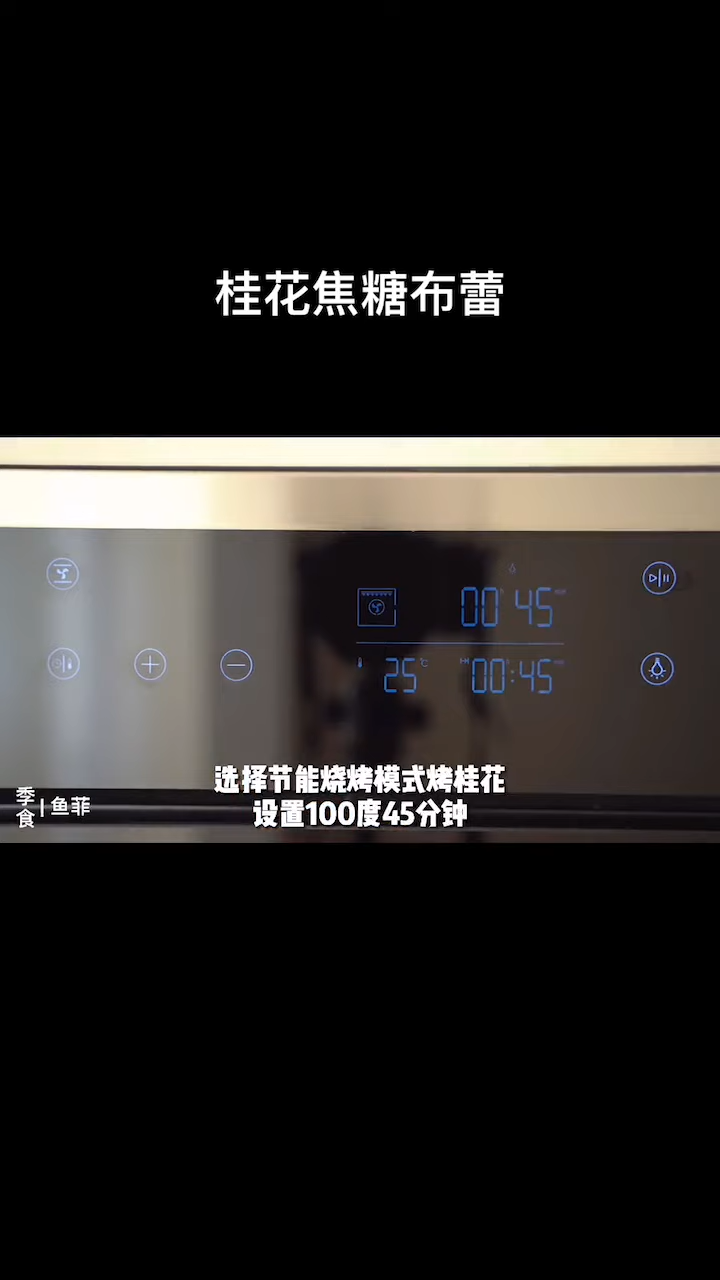 桂花焦糖布蕾
00 45
25 ℃
00:45
选择节能烧烤模式烤桂花
设置100度45分钟
季食 | 鱼菲